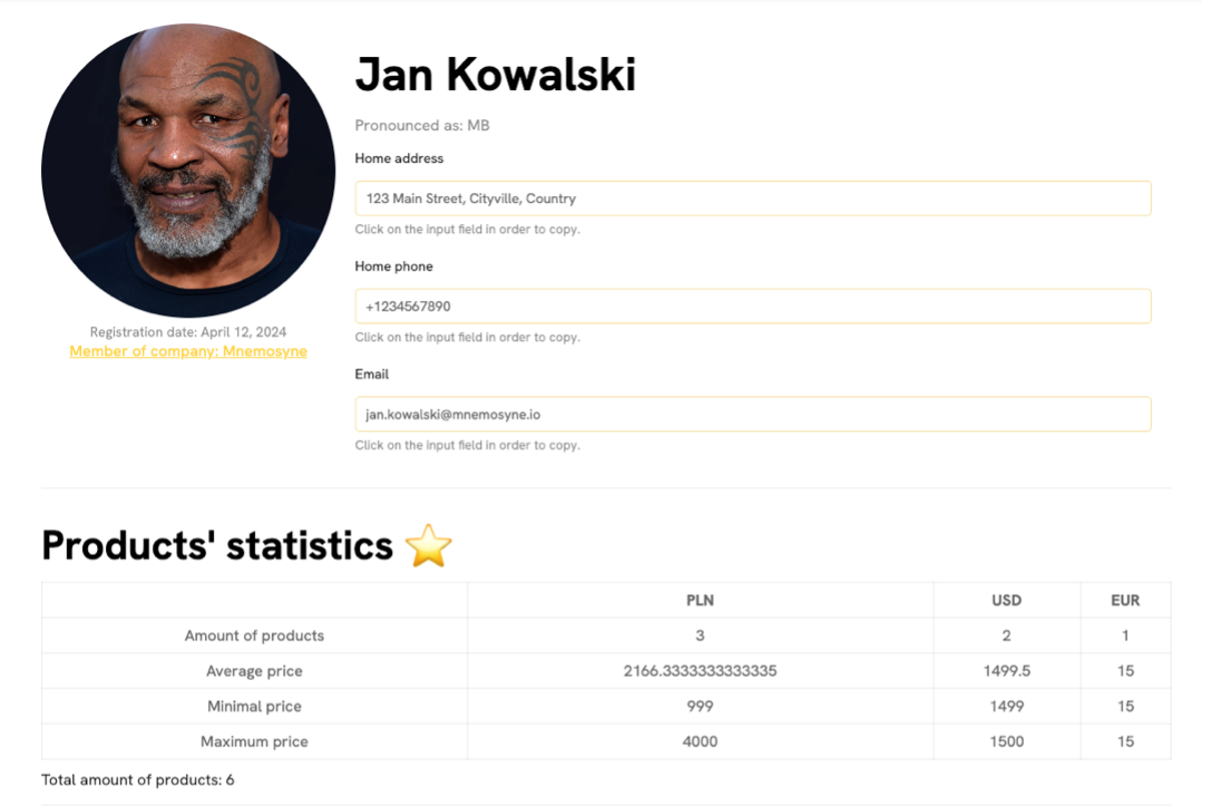 Jan Kowalski
Pronounced as: MB
Home address
123 Main Street, Cityville, Country
Click on the input field in order to copy.
Home phone
+1234567890
Click on the input field in order to copy.
Email
jan.kowalski@mnemosyne.io
Click on the input field in order to copy.
Registration date: April 12, 2024
Member of company: Mnemosyne
Products' statistics ⭐
PLN USD EUR
Amount of products 3 2 1
Average price 2166.3333333333335 1499.5 15
Minimal price 999 1499 15
Maximum price 4000 1500 15
Total amount of products: 6